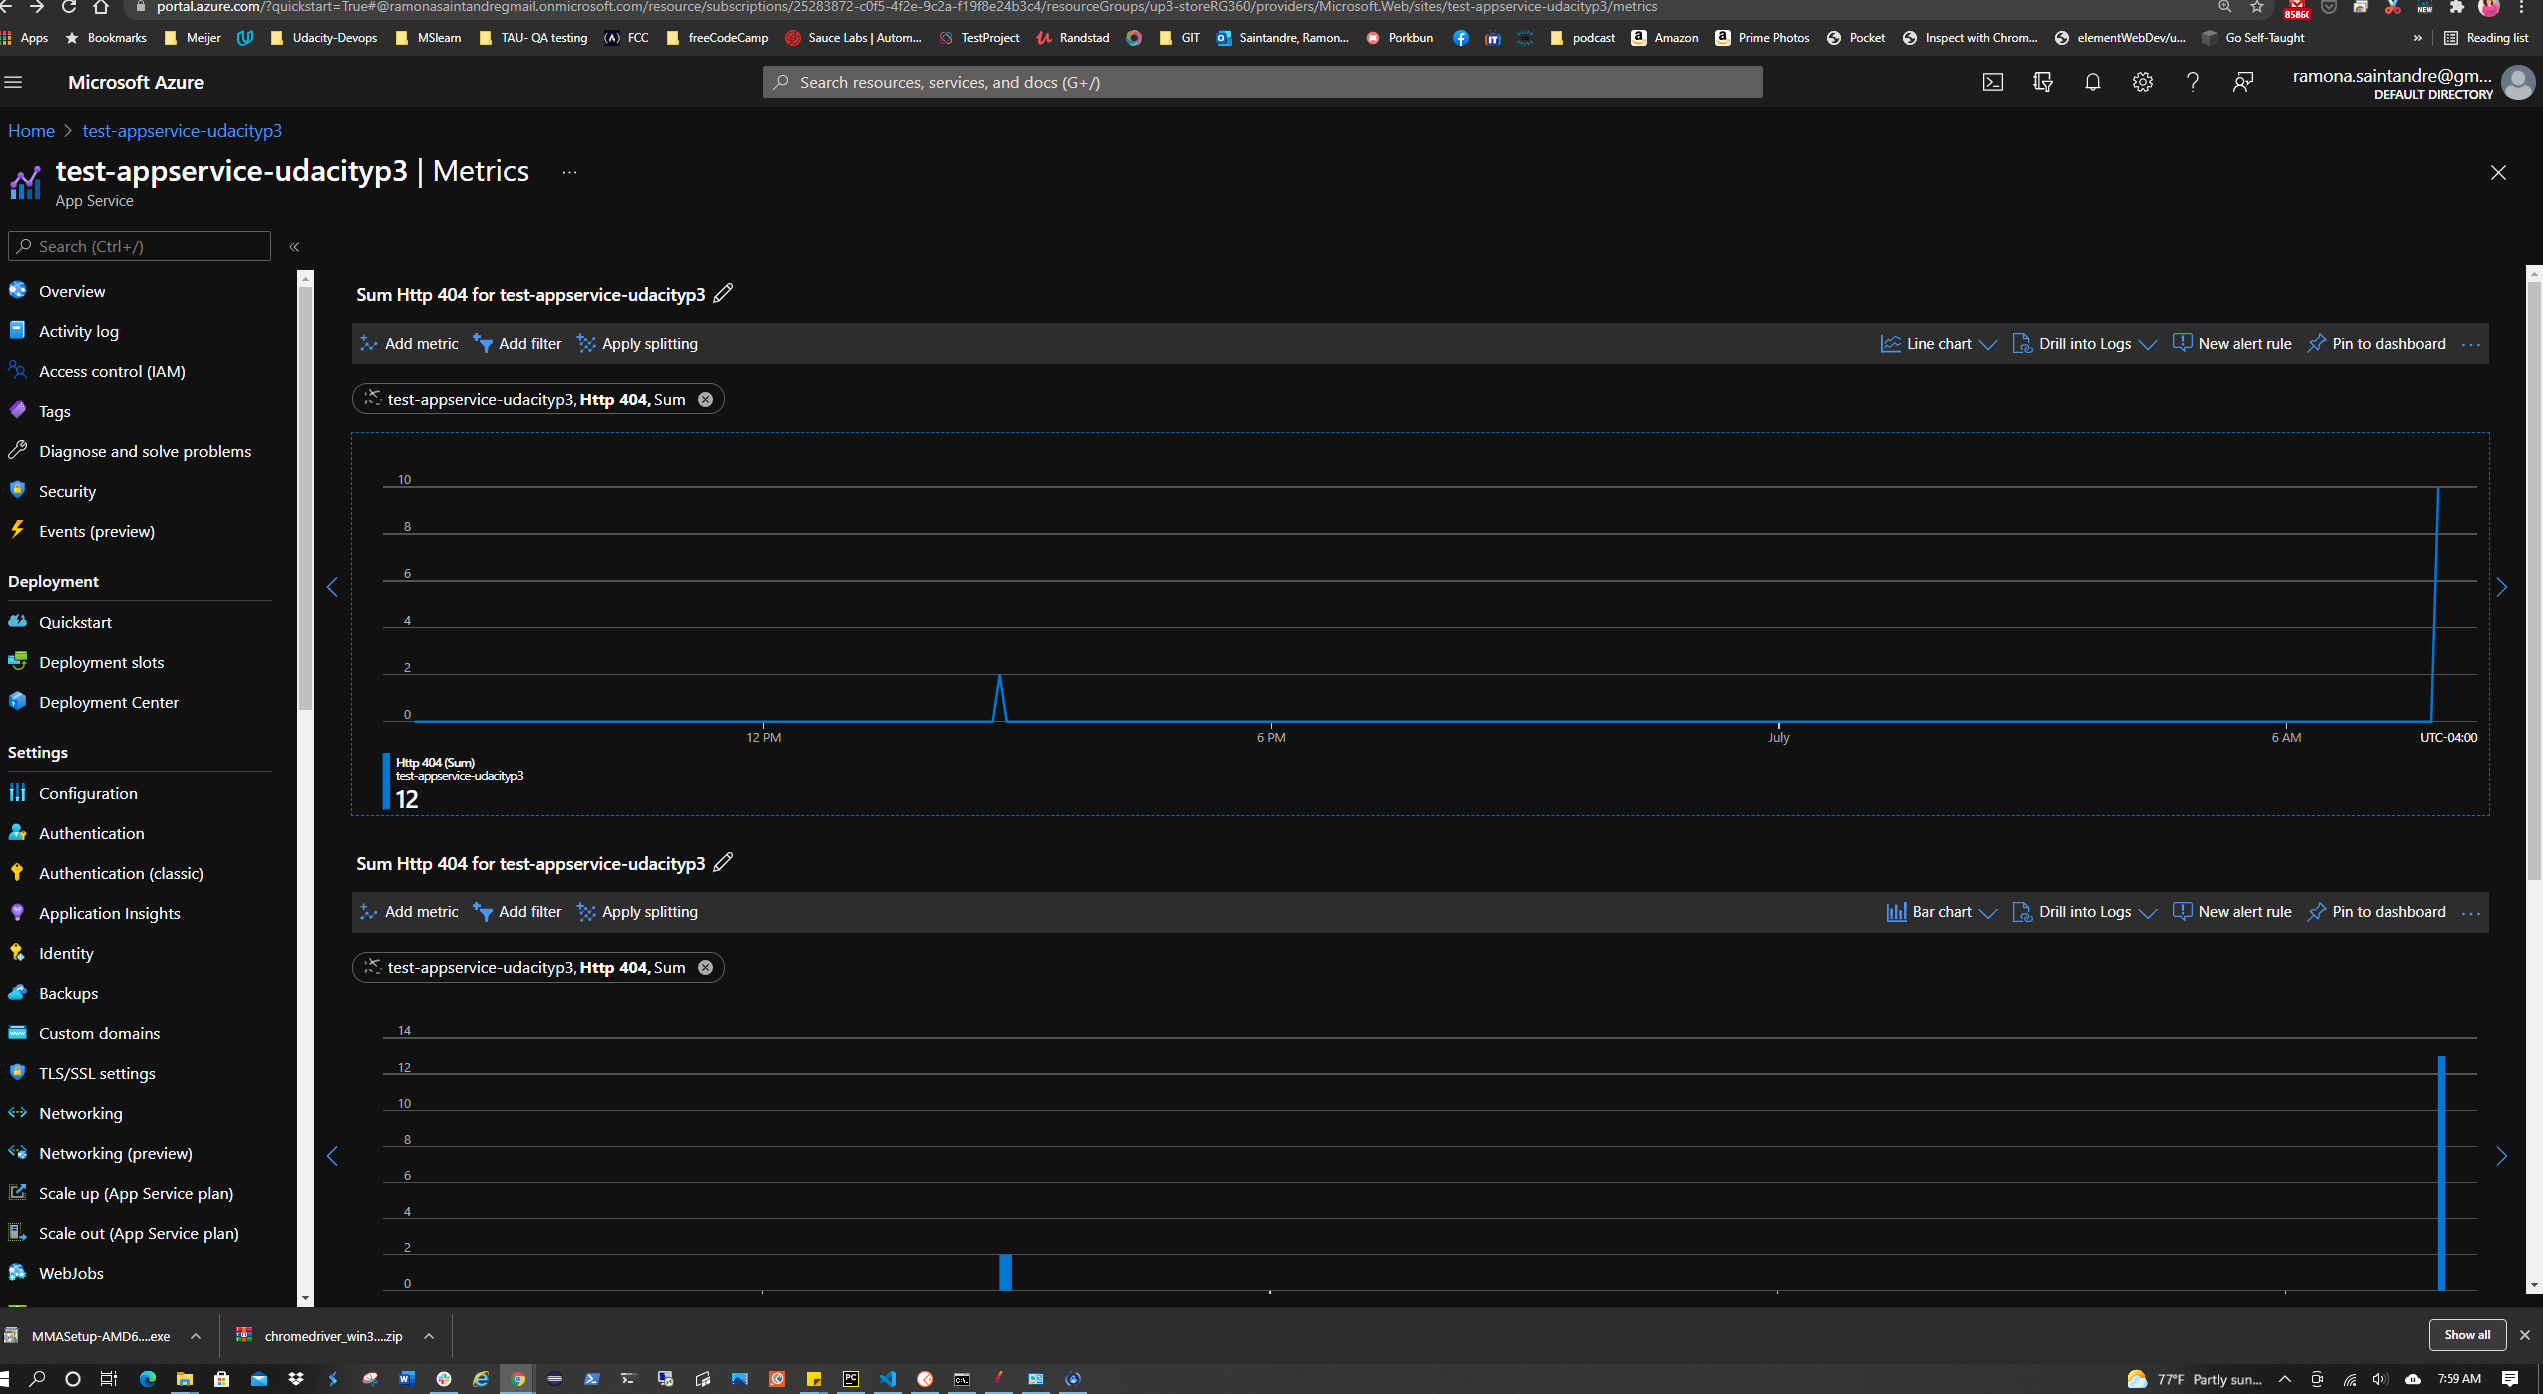 portal.azure.com/?quickstart=True#@ramonasaintandregmail.onmicrosoft.com/resource/subscriptions/25283872-c0f5-4f2e-9c2a-f19f8e24b3c4/resourceGroups/up3-storeRG360/providers/Microsoft.Web/sites/test-appservice-udacityp3/metrics
8586(
NEW
Apps Bookmarks Meijer Udacity-Devops MSlearn TAU- QA testing FCC freeCodeCamp Sauce Labs | Autom... TestProject Randstad GIT Saintandre, Ramon... Porkbun podcast Amazon Prime Photos Pocket Inspect with Chrom... elementWebDev/u... Go Self-Taught » Reading list
Microsoft Azure
Search resources, services, and docs (G+/)
ramona.saintandre@gm...
DEFAULT DIRECTORY
Home > test-appservice-udacityp3
test-appservice-udacityp3 | Metrics ...
App Service
Search (Ctrl+/) «
Overview
Activity log
Access control (IAM)
Tags
Diagnose and solve problems
Security
Events (preview)
Deployment
Quickstart
Deployment slots
Deployment Center
Settings
Configuration
Authentication
Authentication (classic)
Application Insights
Identity
Backups
Custom domains
TLS/SSL settings
Networking
Networking (preview)
Scale up (App Service plan)
Scale out (App Service plan)
WebJobs
Sum Http 404 for test-appservice-udacityp3
Add metric Add filter Apply splitting Line chart Drill into Logs New alert rule Pin to dashboard ...
test-appservice-udacityp3, Http 404, Sum
10
8
6
4
2
0
12 PM 6 PM July 6 AM UTC-04:00
Http 404 (Sum)
test-appservice-udacityp3
12
Sum Http 404 for test-appservice-udacityp3
Add metric Add filter Apply splitting Bar chart Drill into Logs New alert rule Pin to dashboard ...
test-appservice-udacityp3, Http 404, Sum
14
12
10
8
6
4
2
0
MMASetup-AMD6....exe chromedriver_win3....zip Show all
77°F Partly sun... 7:59 AM